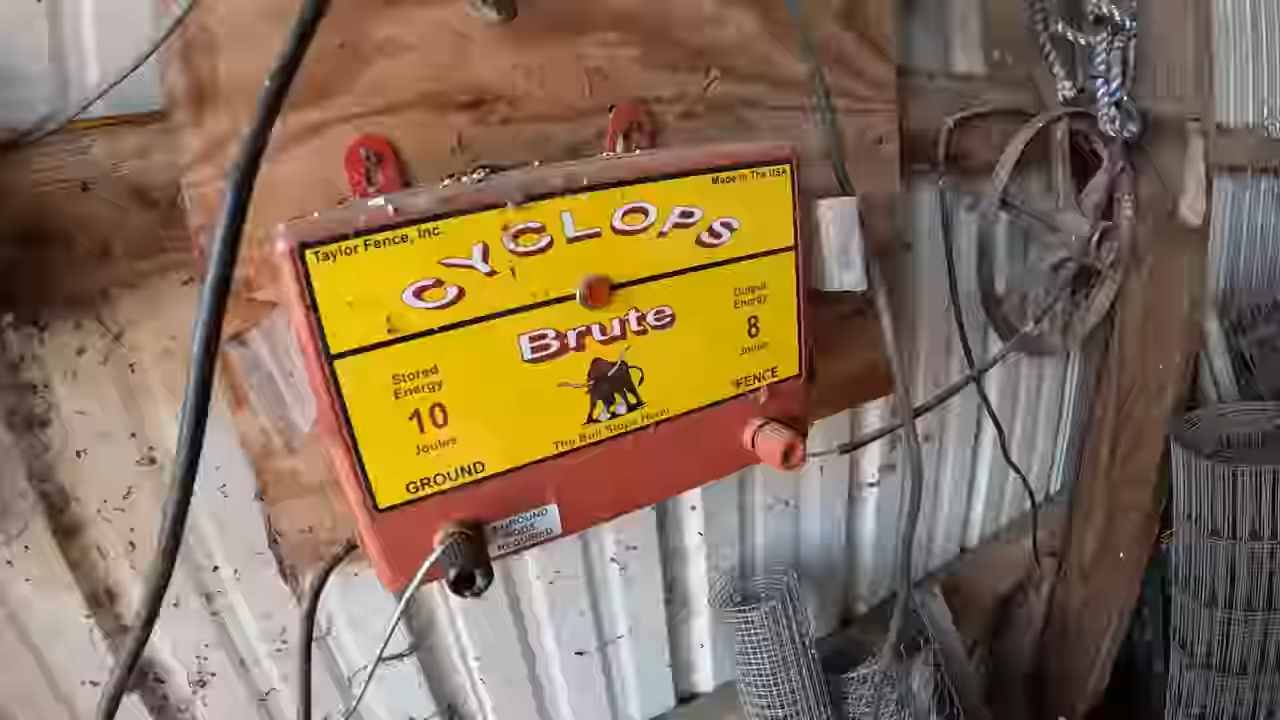 Made in The USA
Taylor Fence, Inc.
CYCLOPS
Brute
Output
Energy
8
Joules
Stored
Energy
10
Joules
FENCE
The Bull Stops Here!
GROUND
GROUND
RODS
REQUIRED